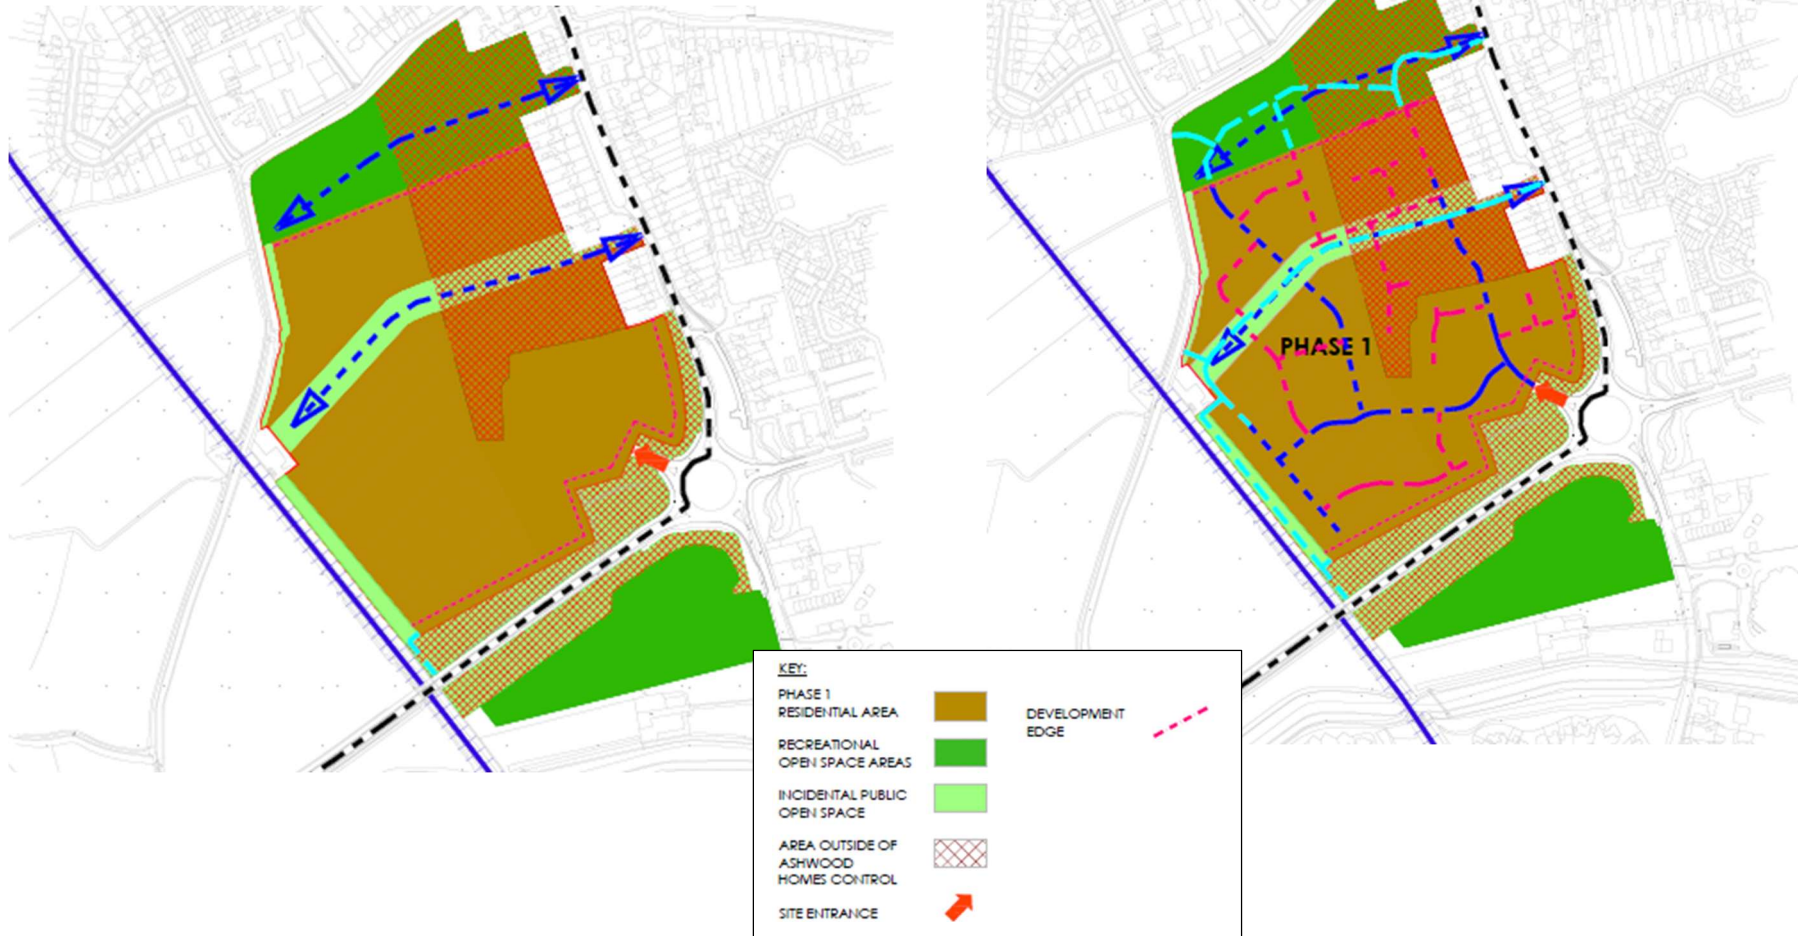 PHASE 1
KEY:
PHASE 1
RESIDENTIAL AREA
RECREATIONAL
OPEN SPACE AREAS
INCIDENTAL PUBLIC
OPEN SPACE
AREA OUTSIDE OF
ASHWOOD
HOMES CONTROL
SITE ENTRANCE
DEVELOPMENT
EDGE